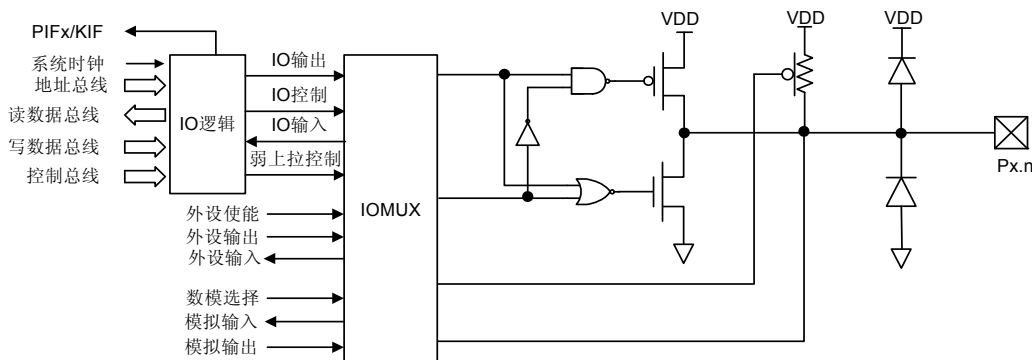 PIFx/KIF
系统时钟
地址总线
读数据总线
写数据总线
控制总线
IO逻辑
IO输出
IO控制
IO输入
弱上拉控制
外设使能
外设输出
外设输入
数模选择
模拟输入
模拟输出
IOMUX
VDD
VDD
VDD
Px.n